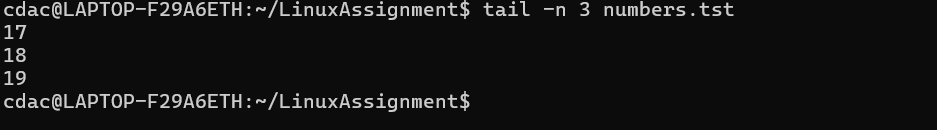 cdac@LAPTOP-F29A6ETH:~/LinuxAssignment$ tail -n 3 numbers.tst
17
18
19
cdac@LAPTOP-F29A6ETH:~/LinuxAssignment$